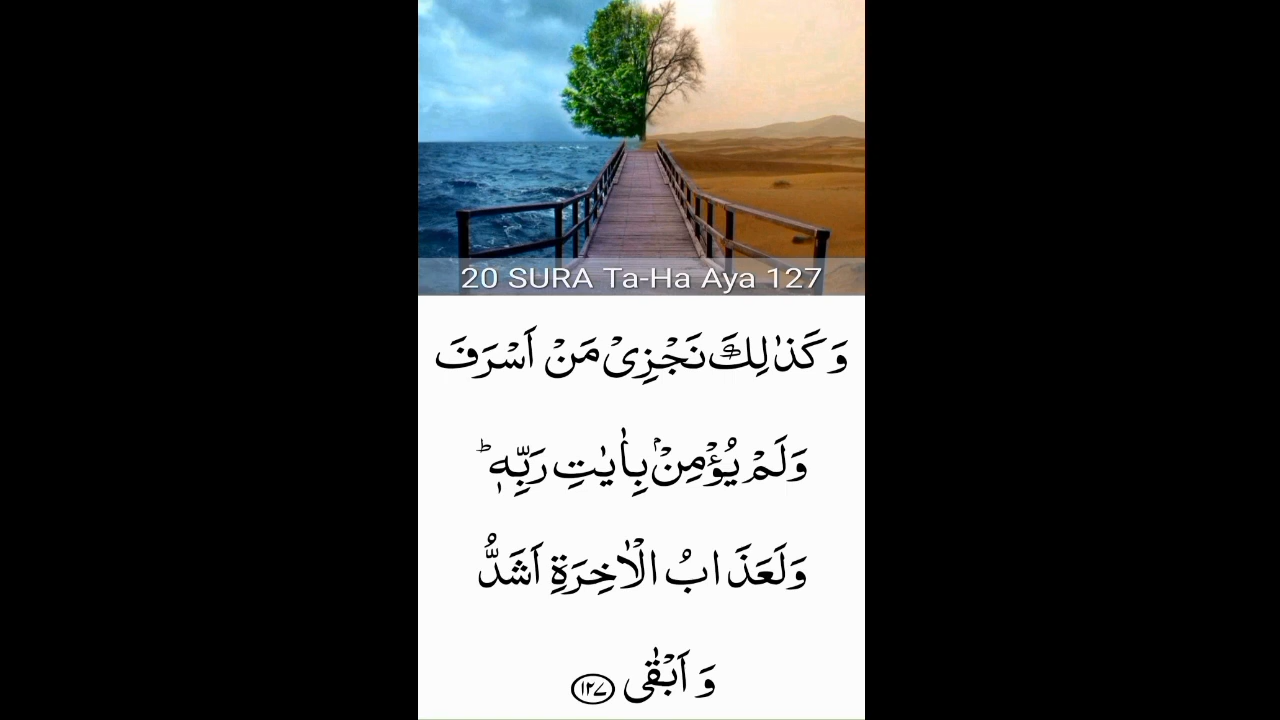 20 SURA Ta-Ha Aya 127
وَكَذٰلِكَ نَجْزِىْ مَنْ اَسْرَفَ
وَلَمْ يُؤْمِنْۢ بِاٰيٰتِ رَبِّهٖؕ
وَلَعَذَابُ الْاٰخِرَةِ اَشَدُّ
وَاَبْقٰى ﴿۱۲۷﴾